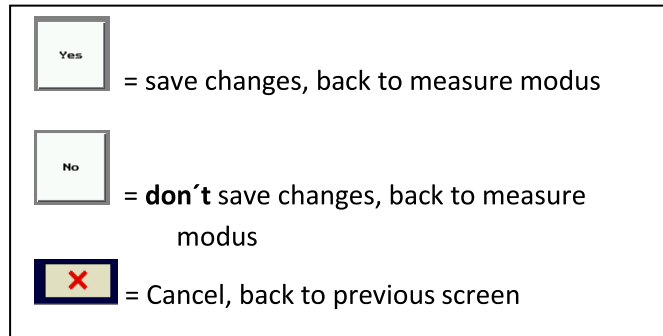 Yes
= save changes, back to measure modus
No
= don´t save changes, back to measure
modus
= Cancel, back to previous screen